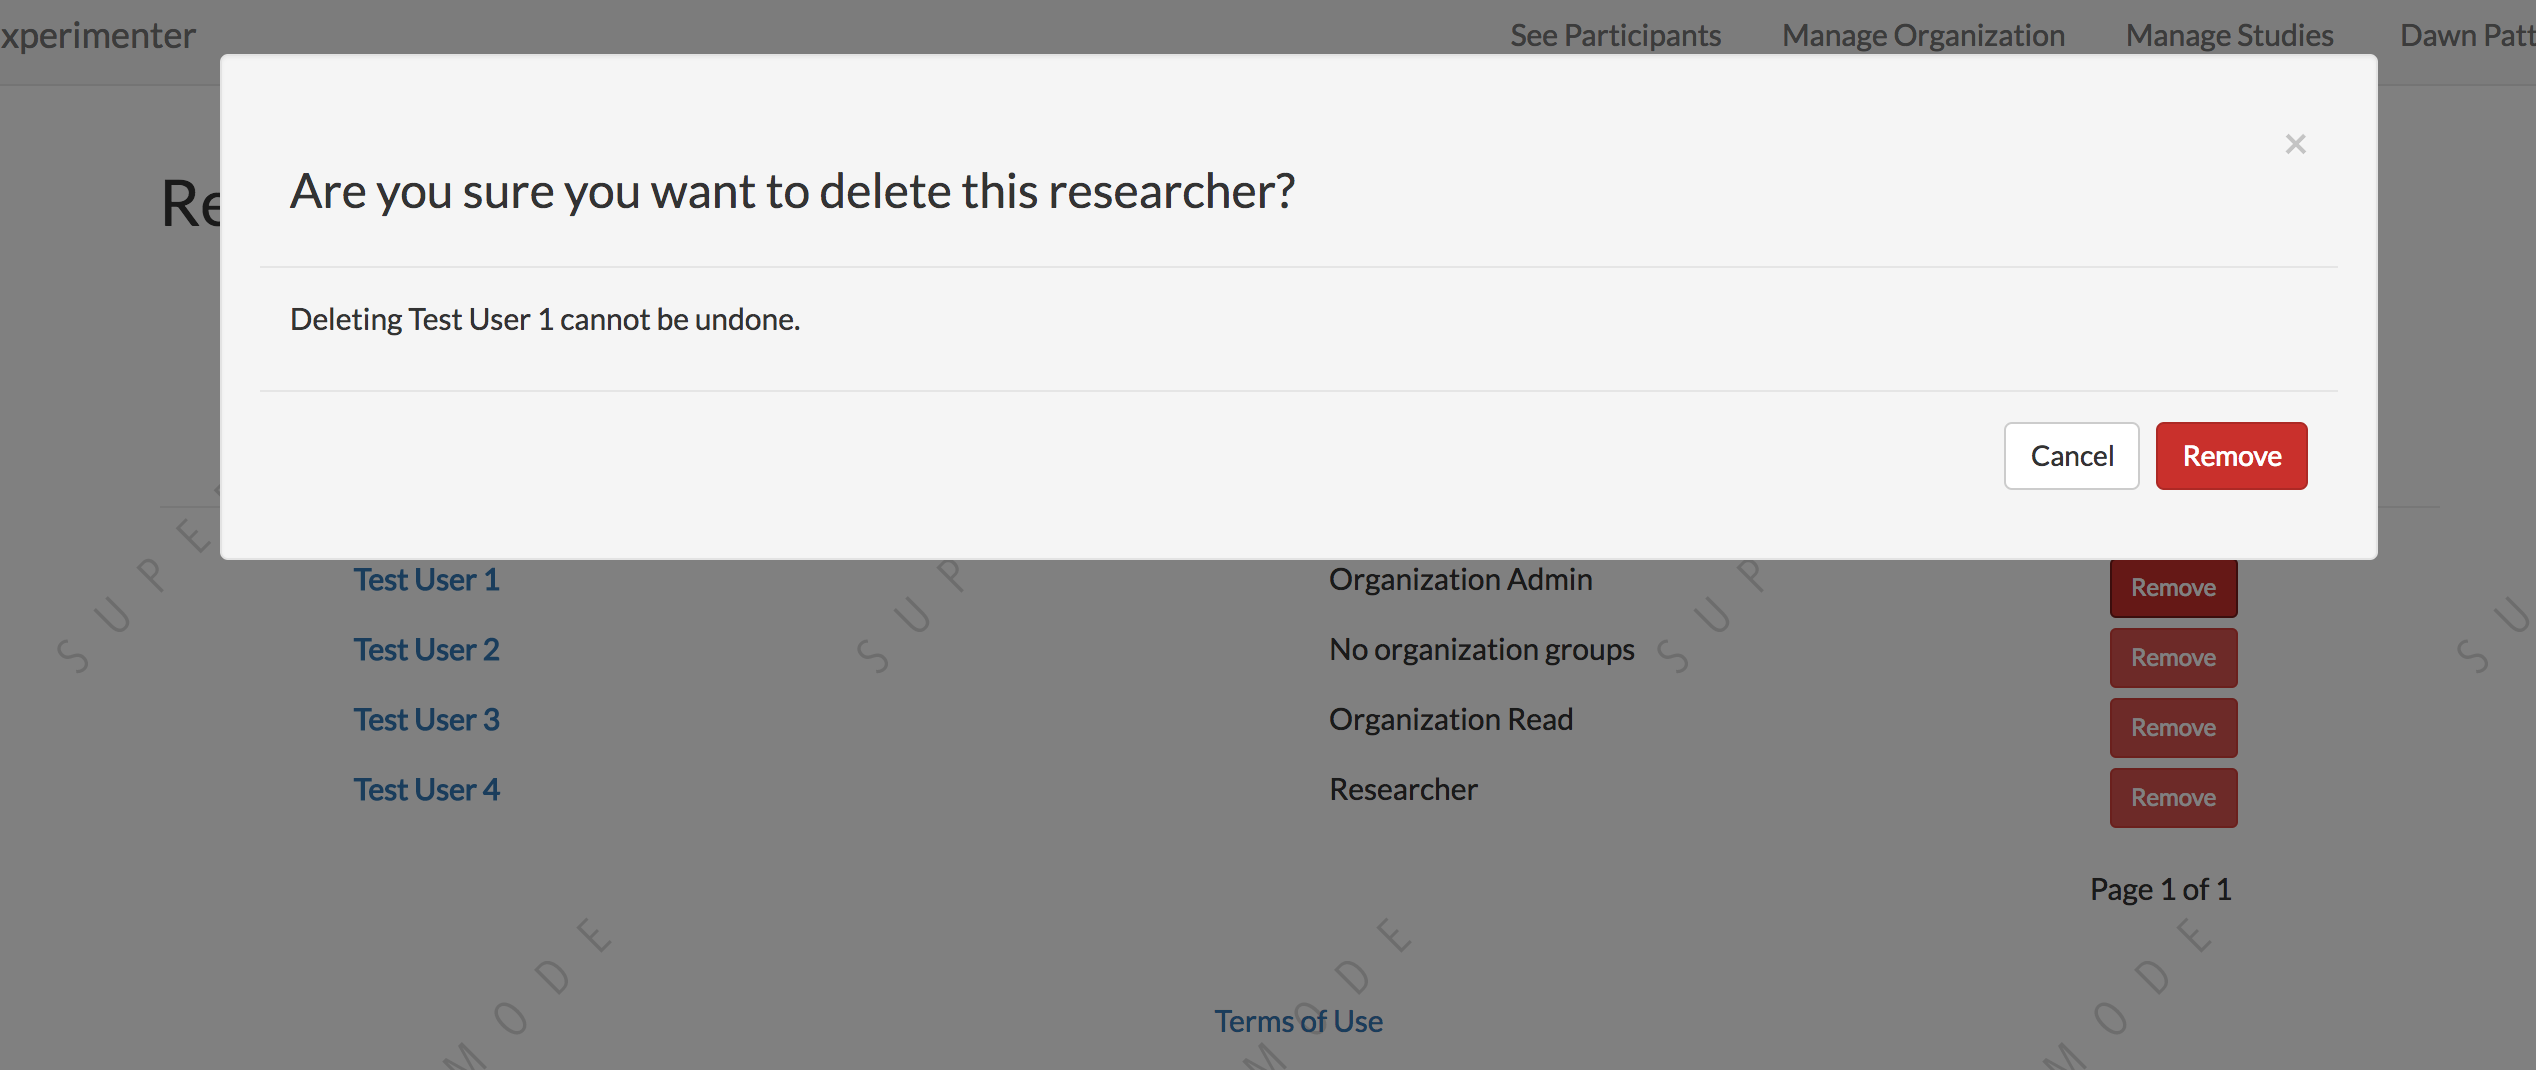 xperimenter See Participants Manage Organization Manage Studies Dawn Patt
×
Re
Are you sure you want to delete this researcher?
Deleting Test User 1 cannot be undone.
Cancel Remove
Test User 1 Organization Admin Remove
Test User 2 No organization groups Remove
Test User 3 Organization Read Remove
Test User 4 Researcher Remove
Page 1 of 1
Terms of Use
SUPE
SUP
SUP
SU
MODE
MODE
MODE